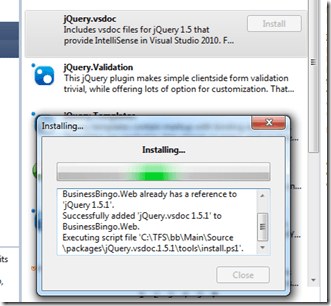 jQuery.vsdoc
Install
Includes vsdoc files for jQuery 1.5 that
provide IntelliSense in Visual Studio 2010. F...
jQuery.Validation
This jQuery plugin makes simple clientside form validation
trivial, while offering lots of option for customization. That...
jQuery.Templates
Installing...
Installing...
BusinessBingo.Web already has a reference to
'jQuery 1.5.1'.
Successfully added 'jQuery.vsdoc 1.5.1' to
BusinessBingo.Web.
Executing script file 'C:\TFS\bb\Main\Source
\packages\jquery.vsdoc.1.5.1\tools\install.ps1'.
Close